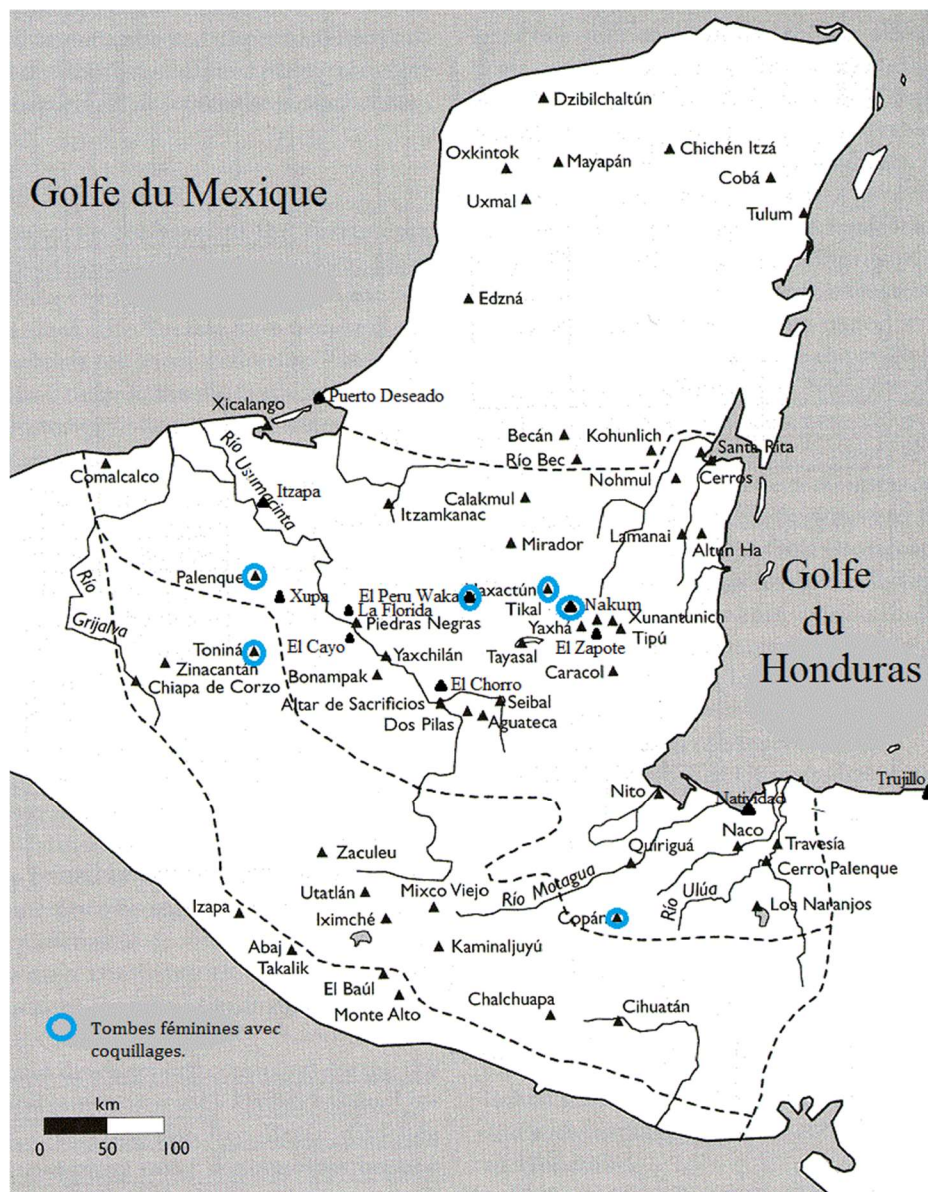 Dzibilchaltún
Oxkintok
Mayapán
Chichén Itzá
Cobá
Uxmal
Tulum
Golfe du Mexique
Edzná
Puerto Deseado
Xicalango
Becán
Kohunlich
Santa Rita
Río Bec
Comalcalco
Río Usumacinta
Nohmul
Cerros
Itzapa
Calakmul
Itzamkanac
Lamanai
Mirador
Altun Ha
Golfe
du
Honduras
Palenque
Xupa
El Peru Waka
axactún
Tikal
Nakum
La Florida
Xunantunich
Río
Grijalva
Piedras Negras
Yaxhá
Tipú
El Cayo
El Zapote
Toniná
Yaxchilán
Tayasal
Zinacantán
Bonampak
Caracol
Chiapa de Corzo
El Chorro
Altar de Sacrificios
Seibal
Dos Pilas
Aguateca
Trujillo
Nito
Natividad
Naco
Travesía
Quiriguá
Zaculeu
Cerro Palenque
Río Motagua
Río Ulúa
Utatlán
Mixco Viejo
Los Naranjos
Izapa
Iximché
Copán
Abaj
Takalik
Kaminaljuyú
El Baúl
Monte Alto
Chalchuapa
Cihuatán
Tombes féminines avec
coquillages.
km
0 50 100